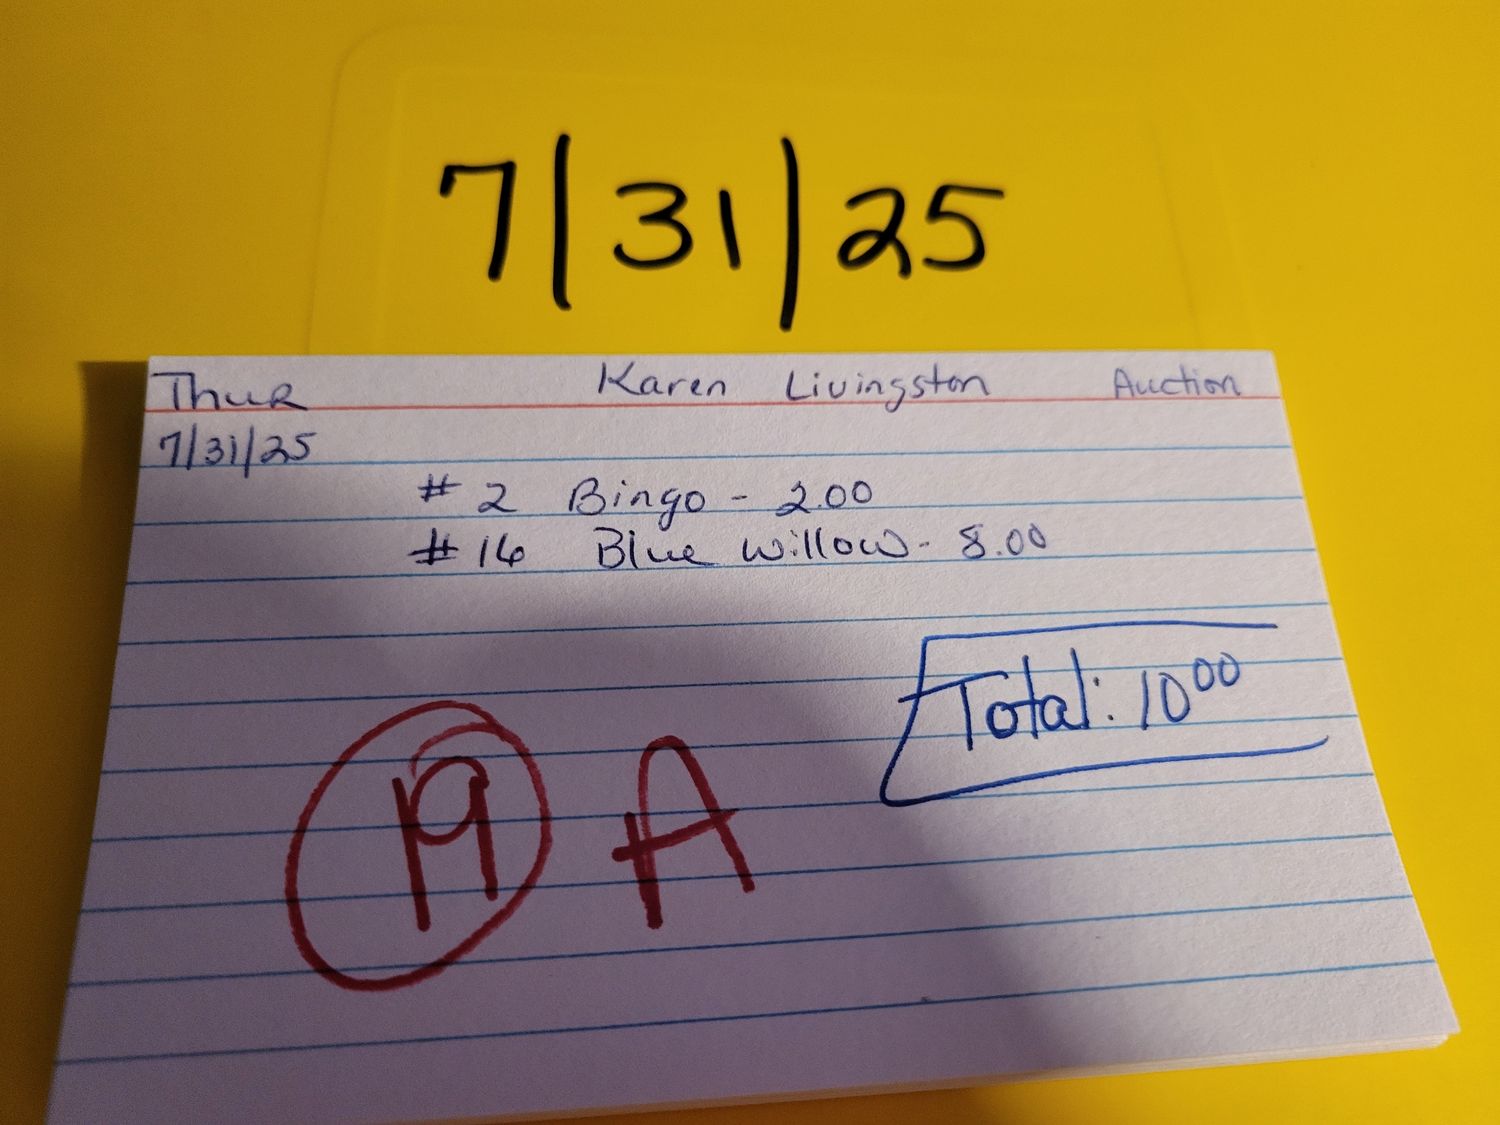 7/31/25
Thur Karen Livingston Auction
7/31/25
# 2 Bingo - 2.00
# 16 Blue Willow - 8.00
Total: 10.00
19 A